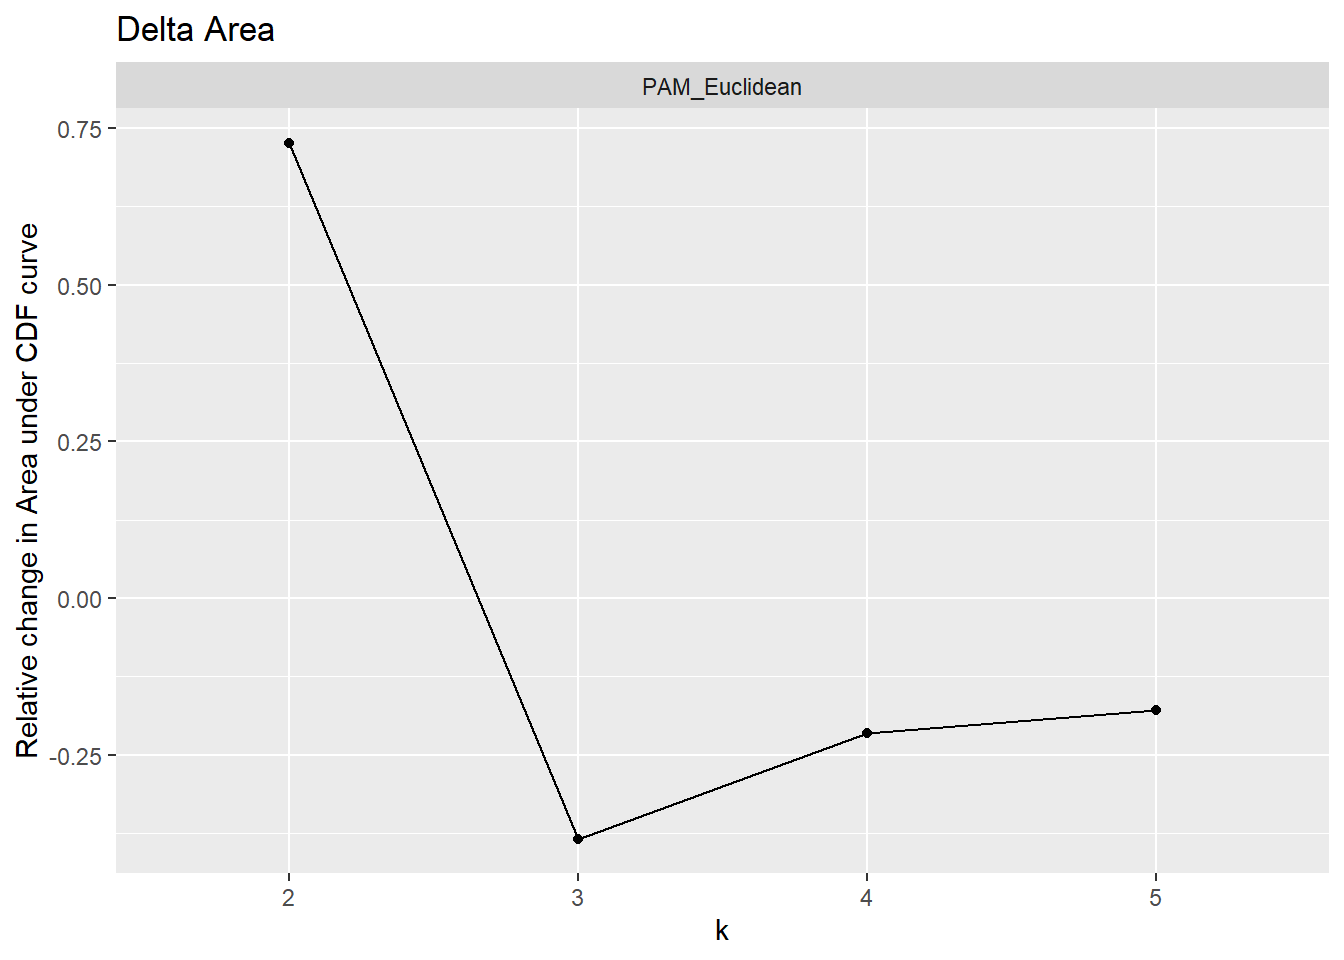 Delta Area
PAM_Euclidean
Relative change in Area under CDF curve
0.75
0.50
0.25
0.00
-0.25
2
3
4
5
k